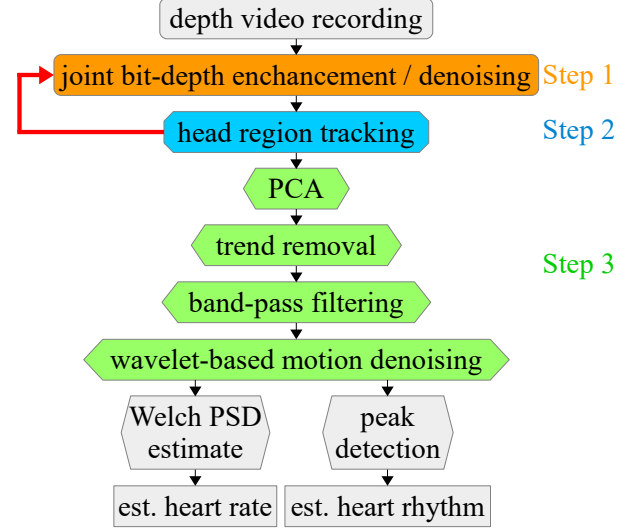 depth video recording
joint bit-depth enchancement / denoising
Step 1
head region tracking
Step 2
PCA
trend removal
Step 3
band-pass filtering
wavelet-based motion denoising
Welch PSD
estimate
peak
detection
est. heart rate
est. heart rhythm